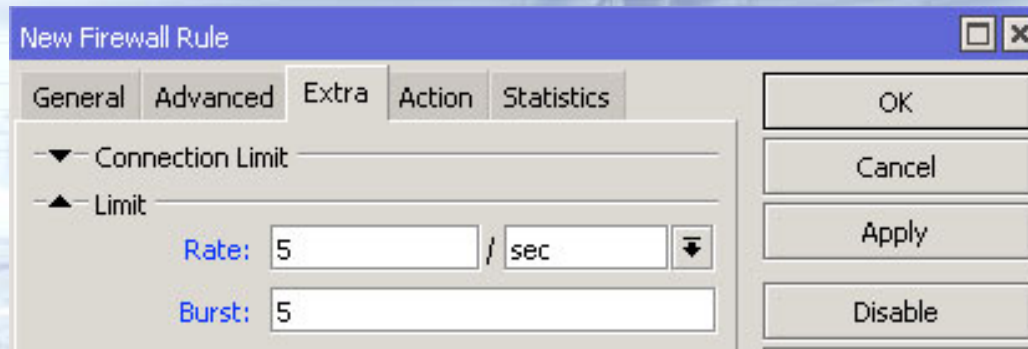 New Firewall Rule
General Advanced Extra Action Statistics
OK
Connection Limit
Cancel
Limit
Rate: 5 / sec
Apply
Burst: 5
Disable